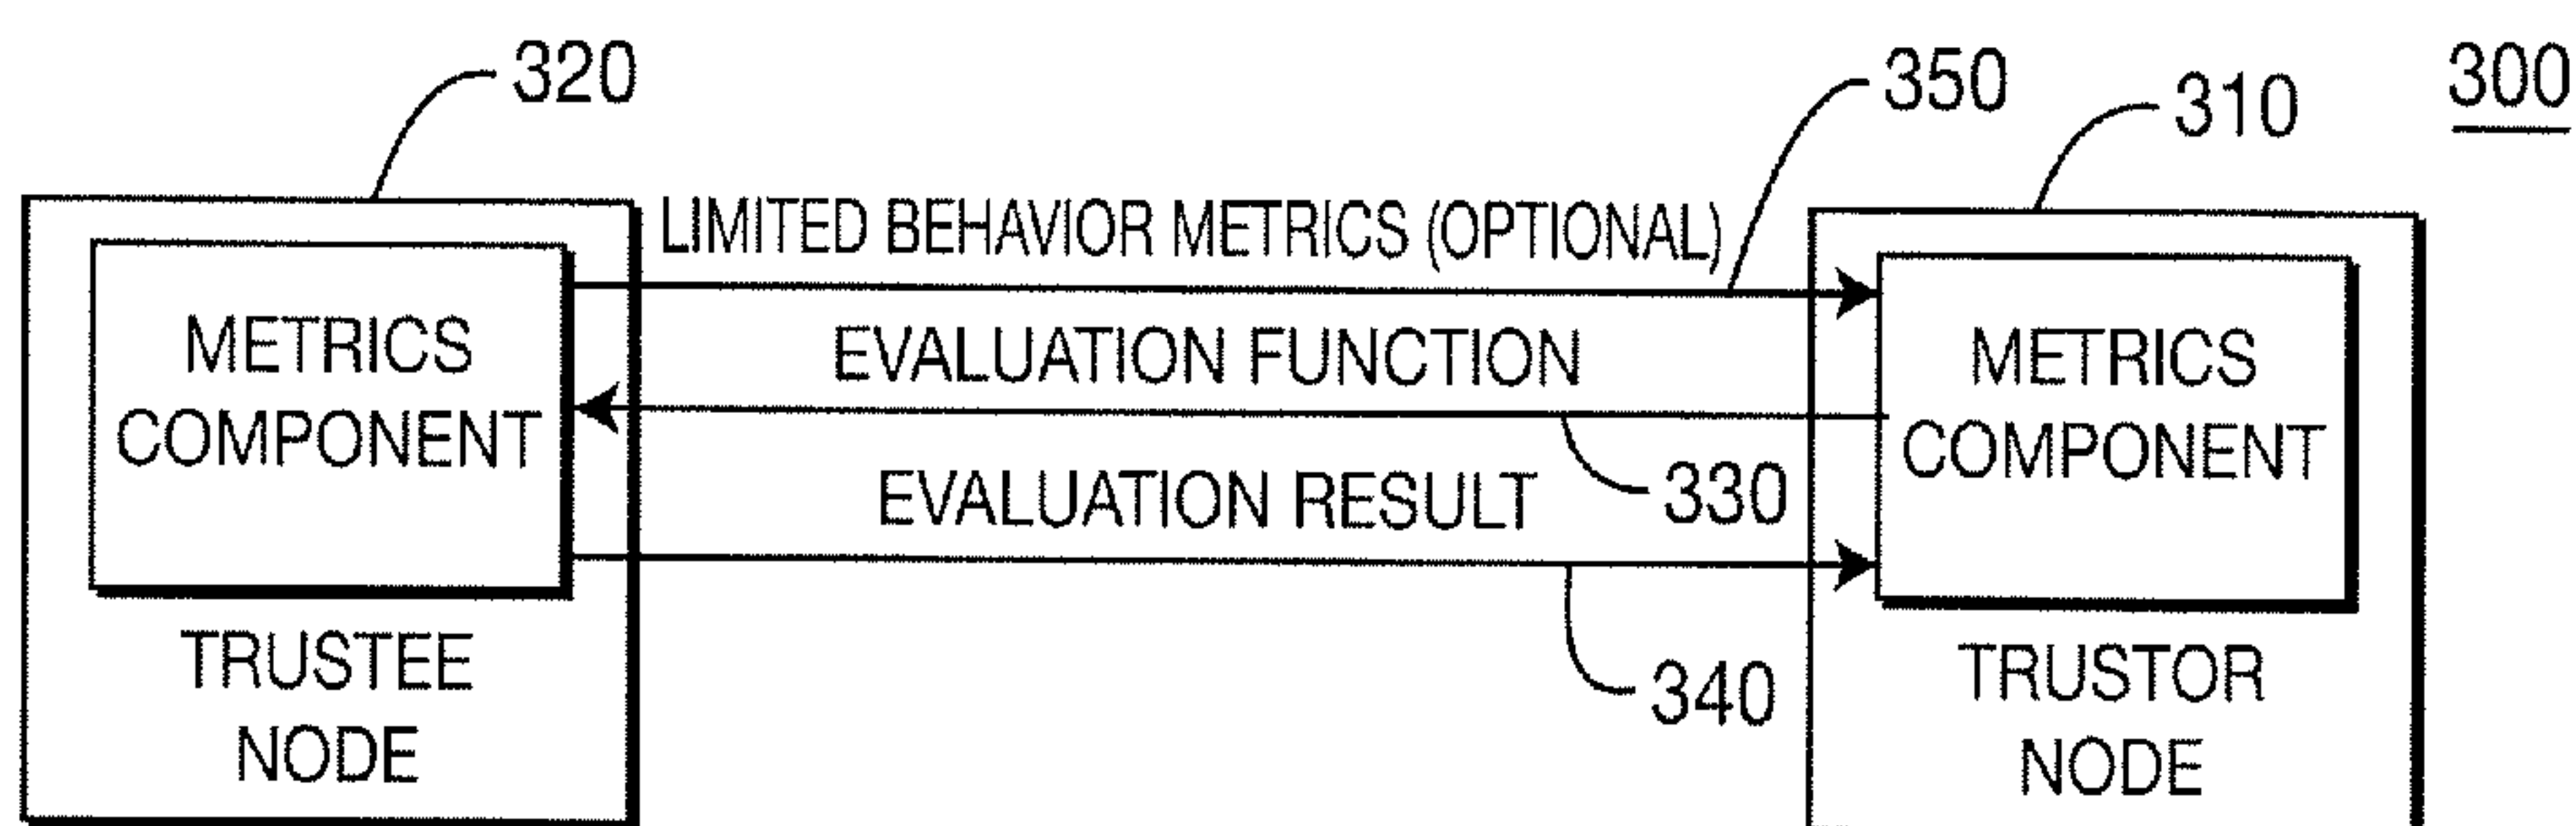 320
350
310
300
LIMITED BEHAVIOR METRICS (OPTIONAL)
METRICS
COMPONENT
EVALUATION FUNCTION
METRICS
COMPONENT
330
EVALUATION RESULT
340
TRUSTEE
NODE
TRUSTOR
NODE